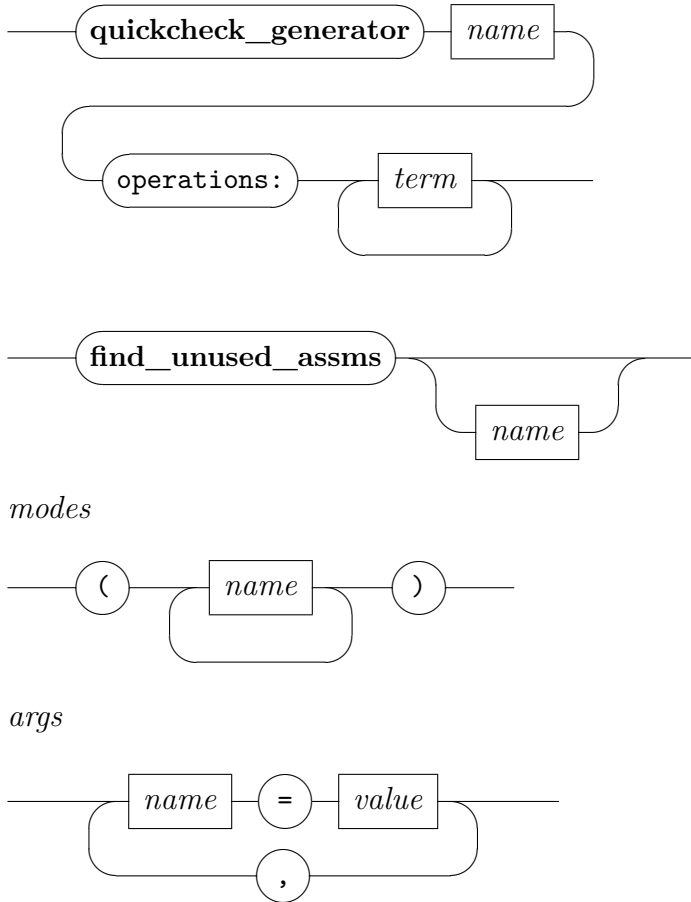 quickcheck_generator name
operations: term
find_unused_assms
name
modes
( name )
args
name = value
,